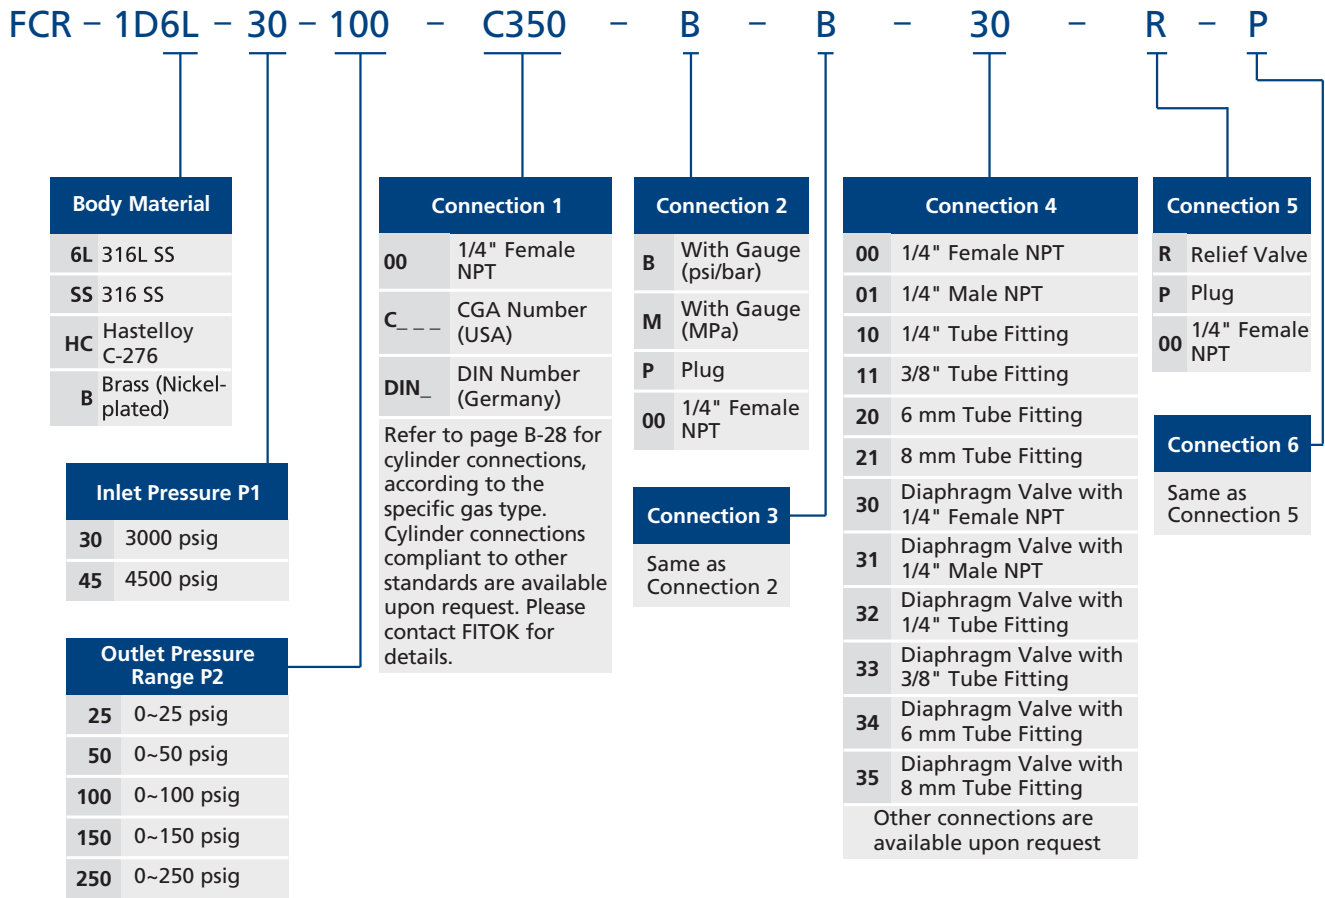 FCR – 1D6L – 30 – 100 – C350 – B – B – 30 – R – P
Body Material
6L 316L SS
SS 316 SS
HC Hastelloy
C-276
B Brass (Nickel-
plated)
Inlet Pressure P1
30 3000 psig
45 4500 psig
Outlet Pressure
Range P2
25 0~25 psig
50 0~50 psig
100 0~100 psig
150 0~150 psig
250 0~250 psig
Connection 1
00 1/4" Female
NPT
C_ _ _ CGA Number
(USA)
DIN_ DIN Number
(Germany)
Refer to page B-28 for
cylinder connections,
according to the
specific gas type.
Cylinder connections
compliant to other
standards are available
upon request. Please
contact FITOK for
details.
Connection 2
B With Gauge
(psi/bar)
M With Gauge
(MPa)
P Plug
00 1/4" Female
NPT
Connection 3
Same as
Connection 2
Connection 4
00 1/4" Female NPT
01 1/4" Male NPT
10 1/4" Tube Fitting
11 3/8" Tube Fitting
20 6 mm Tube Fitting
21 8 mm Tube Fitting
30 Diaphragm Valve with
1/4" Female NPT
31 Diaphragm Valve with
1/4" Male NPT
32 Diaphragm Valve with
1/4" Tube Fitting
33 Diaphragm Valve with
3/8" Tube Fitting
34 Diaphragm Valve with
6 mm Tube Fitting
35 Diaphragm Valve with
8 mm Tube Fitting
Other connections are
available upon request
Connection 5
R Relief Valve
P Plug
00 1/4" Female
NPT
Connection 6
Same as
Connection 5